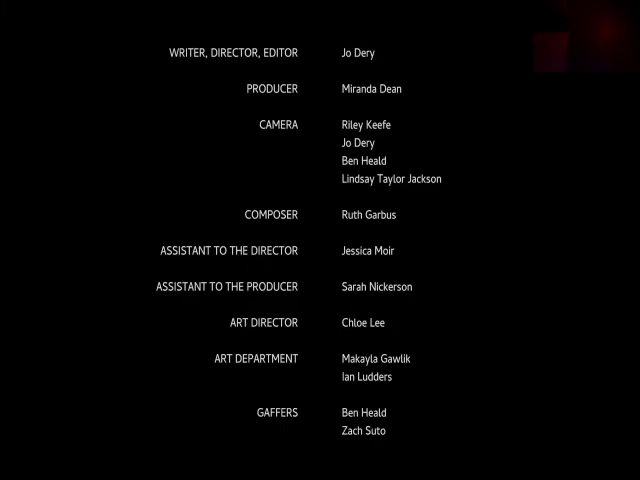 WRITER, DIRECTOR, EDITOR Jo Dery
PRODUCER Miranda Dean
CAMERA Riley Keefe
Jo Dery
Ben Heald
Lindsay Taylor Jackson
COMPOSER Ruth Garbus
ASSISTANT TO THE DIRECTOR Jessica Moir
ASSISTANT TO THE PRODUCER Sarah Nickerson
ART DIRECTOR Chloe Lee
ART DEPARTMENT Makayla Gawlik
Ian Ludders
GAFFERS Ben Heald
Zach Suto